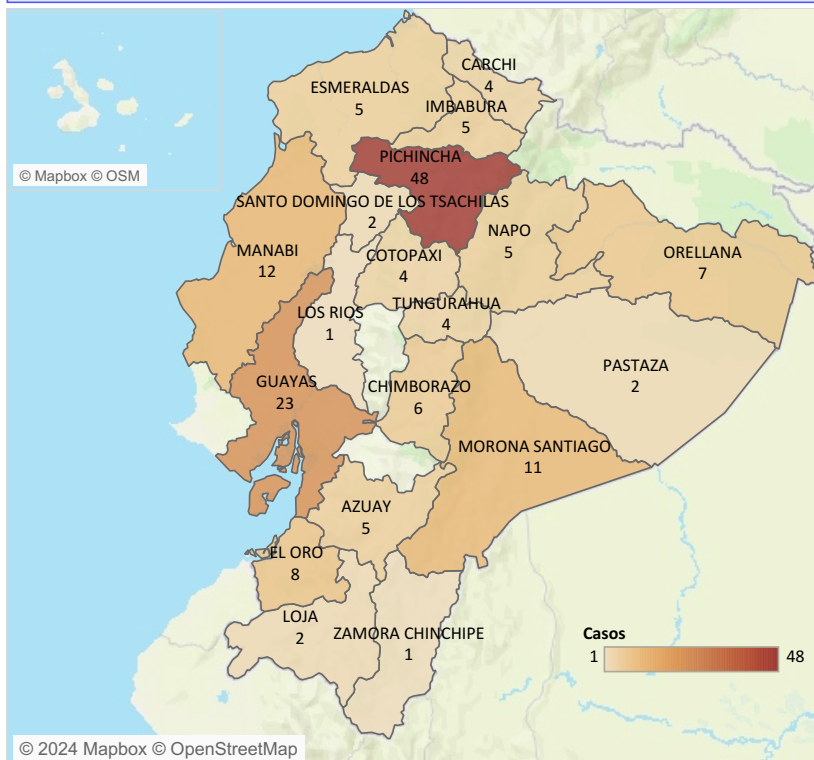 CARCHI
4
ESMERALDAS
5
IMBABURA
5
© Mapbox © OSM
PICHINCHA
48
SANTO DOMINGO DE LOS TSACHILAS
2
NAPO
5
MANABI
12
COTOPAXI
4
ORELLANA
7
TUNGURAHUA
4
LOS RIOS
1
PASTAZA
2
GUAYAS
23
CHIMBORAZO
6
MORONA SANTIAGO
11
AZUAY
5
EL ORO
8
LOJA
2
ZAMORA CHINCHIPE
1
Casos
1 48
© 2024 Mapbox © OpenStreetMap